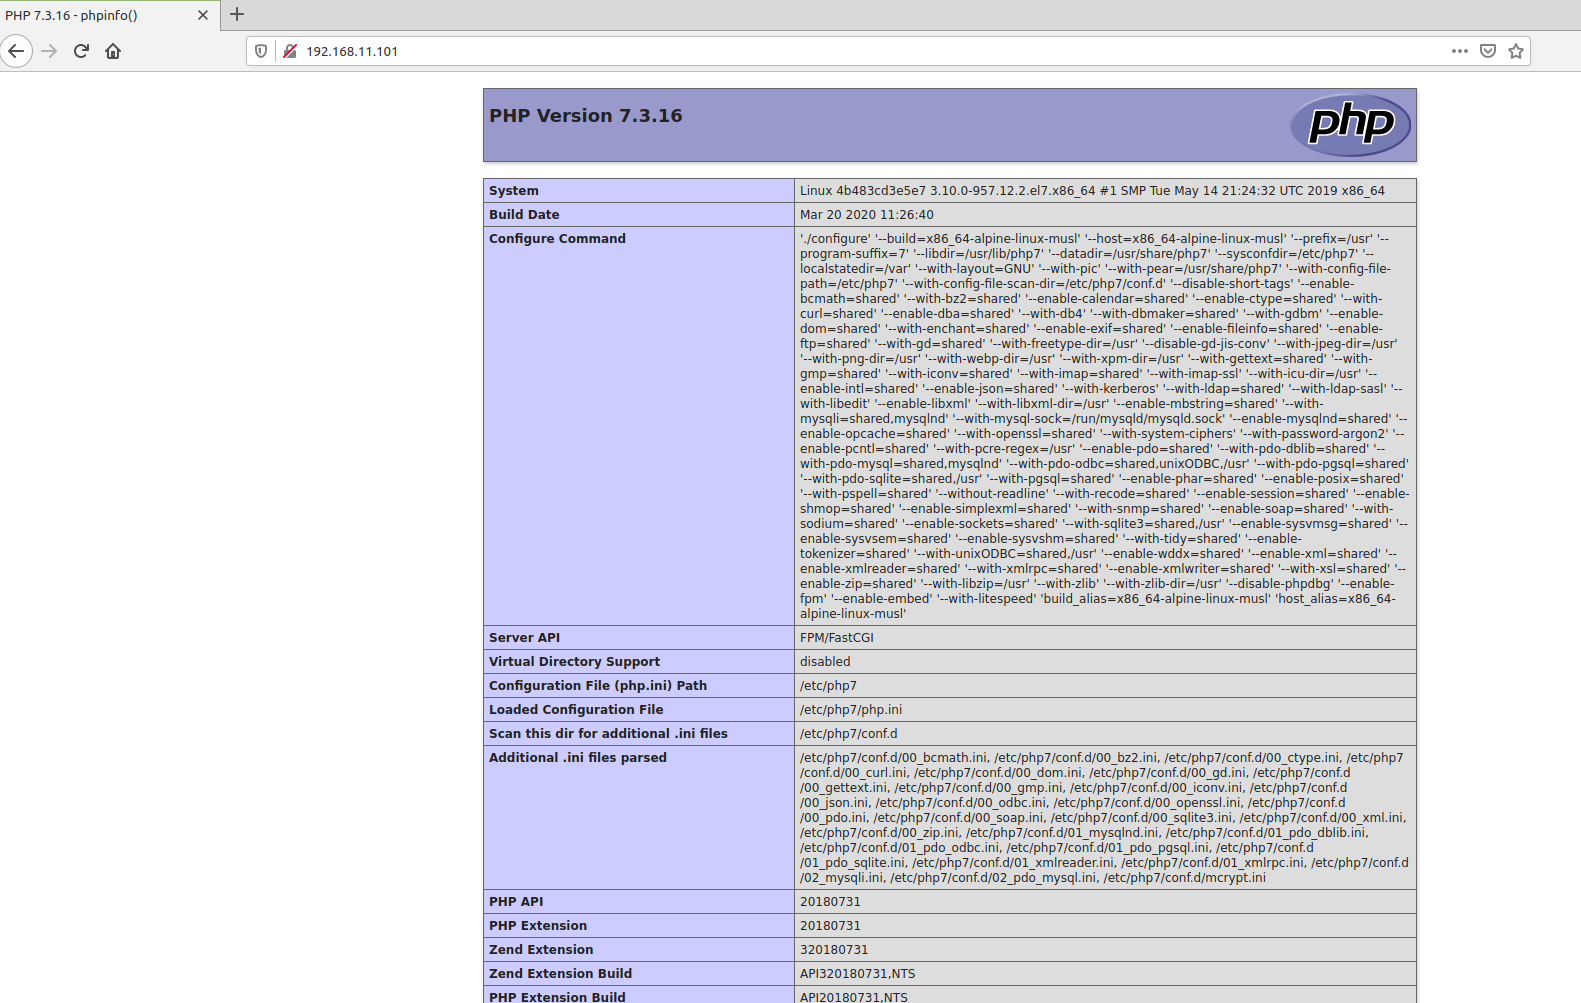 PHP 7.3.16 - phpinfo()
192.168.11.101
PHP Version 7.3.16
php
System
Linux 4b483cd3e5e7 3.10.0-957.12.2.el7.x86_64 #1 SMP Tue May 14 21:24:32 UTC 2019 x86_64
Build Date
Mar 20 2020 11:26:40
Configure Command
'./configure' '--build=x86_64-alpine-linux-musl' '--host=x86_64-alpine-linux-musl' '--prefix=/usr' '--
program-suffix=7' '--libdir=/usr/lib/php7' '--datadir=/usr/share/php7' '--sysconfdir=/etc/php7' '--
localstatedir=/var' '--with-layout=GNU' '--with-pic' '--with-pear=/usr/share/php7' '--with-config-file-
path=/etc/php7' '--with-config-file-scan-dir=/etc/php7/conf.d' '--disable-short-tags' '--enable-
bcmath=shared' '--with-bz2=shared' '--enable-calendar=shared' '--enable-ctype=shared' '--with-
curl=shared' '--enable-dba=shared' '--with-db4' '--with-dbmaker=shared' '--with-gdbm' '--enable-
dom=shared' '--with-enchant=shared' '--enable-exif=shared' '--enable-fileinfo=shared' '--enable-
ftp=shared' '--with-gd=shared' '--with-freetype-dir=/usr' '--disable-gd-jis-conv' '--with-jpeg-dir=/usr'
'--with-png-dir=/usr' '--with-webp-dir=/usr' '--with-xpm-dir=/usr' '--with-gettext=shared' '--with-
gmp=shared' '--with-iconv=shared' '--with-imap=shared' '--with-imap-ssl' '--with-icu-dir=/usr' '--
enable-intl=shared' '--enable-json=shared' '--with-kerberos' '--with-ldap=shared' '--with-ldap-sasl' '--
with-libedit' '--enable-libxml' '--with-libxml-dir=/usr' '--enable-mbstring=shared' '--with-
mysqli=shared,mysqlnd' '--with-mysql-sock=/run/mysqld/mysqld.sock' '--enable-mysqlnd=shared' '--
enable-opcache=shared' '--with-openssl=shared' '--with-system-ciphers' '--with-password-argon2' '--
enable-pcntl=shared' '--with-pcre-regex=/usr' '--enable-pdo=shared' '--with-pdo-dblib=shared' '--
with-pdo-mysql=shared,mysqlnd' '--with-pdo-odbc=shared,unixODBC,/usr' '--with-pdo-pgsql=shared'
'--with-pdo-sqlite=shared,/usr' '--with-pgsql=shared' '--enable-phar=shared' '--enable-posix=shared'
'--with-pspell=shared' '--without-readline' '--with-recode=shared' '--enable-session=shared' '--enable-
shmop=shared' '--enable-simplexml=shared' '--with-snmp=shared' '--enable-soap=shared' '--with-
sodium=shared' '--enable-sockets=shared' '--with-sqlite3=shared,/usr' '--enable-sysvmsg=shared' '--
enable-sysvsem=shared' '--enable-sysvshm=shared' '--with-tidy=shared' '--enable-
tokenizer=shared' '--with-unixODBC=shared,/usr' '--enable-wddx=shared' '--enable-xml=shared' '--
enable-xmlreader=shared' '--with-xmlrpc=shared' '--enable-xmlwriter=shared' '--with-xsl=shared' '--
enable-zip=shared' '--with-libzip=/usr' '--with-zlib' '--with-zlib-dir=/usr' '--disable-phpdbg' '--enable-
fpm' '--enable-embed' '--with-litespeed' 'build_alias=x86_64-alpine-linux-musl' 'host_alias=x86_64-
alpine-linux-musl'
Server API
FPM/FastCGI
Virtual Directory Support
disabled
Configuration File (php.ini) Path
/etc/php7
Loaded Configuration File
/etc/php7/php.ini
Scan this dir for additional .ini files
/etc/php7/conf.d
Additional .ini files parsed
/etc/php7/conf.d/00_bcmath.ini, /etc/php7/conf.d/00_bz2.ini, /etc/php7/conf.d/00_ctype.ini, /etc/php7
/conf.d/00_curl.ini, /etc/php7/conf.d/00_dom.ini, /etc/php7/conf.d/00_gd.ini, /etc/php7/conf.d
/00_gettext.ini, /etc/php7/conf.d/00_gmp.ini, /etc/php7/conf.d/00_iconv.ini, /etc/php7/conf.d
/00_json.ini, /etc/php7/conf.d/00_odbc.ini, /etc/php7/conf.d/00_openssl.ini, /etc/php7/conf.d
/00_pdo.ini, /etc/php7/conf.d/00_soap.ini, /etc/php7/conf.d/00_sqlite3.ini, /etc/php7/conf.d/00_xml.ini,
/etc/php7/conf.d/00_zip.ini, /etc/php7/conf.d/01_mysqlnd.ini, /etc/php7/conf.d/01_pdo_dblib.ini,
/etc/php7/conf.d/01_pdo_odbc.ini, /etc/php7/conf.d/01_pdo_pgsql.ini, /etc/php7/conf.d
/01_pdo_sqlite.ini, /etc/php7/conf.d/01_xmlreader.ini, /etc/php7/conf.d/01_xmlrpc.ini, /etc/php7/conf.d
/02_mysqli.ini, /etc/php7/conf.d/02_pdo_mysql.ini, /etc/php7/conf.d/mcrypt.ini
PHP API
20180731
PHP Extension
20180731
Zend Extension
320180731
Zend Extension Build
API320180731,NTS
PHP Extension Build
API20180731,NTS